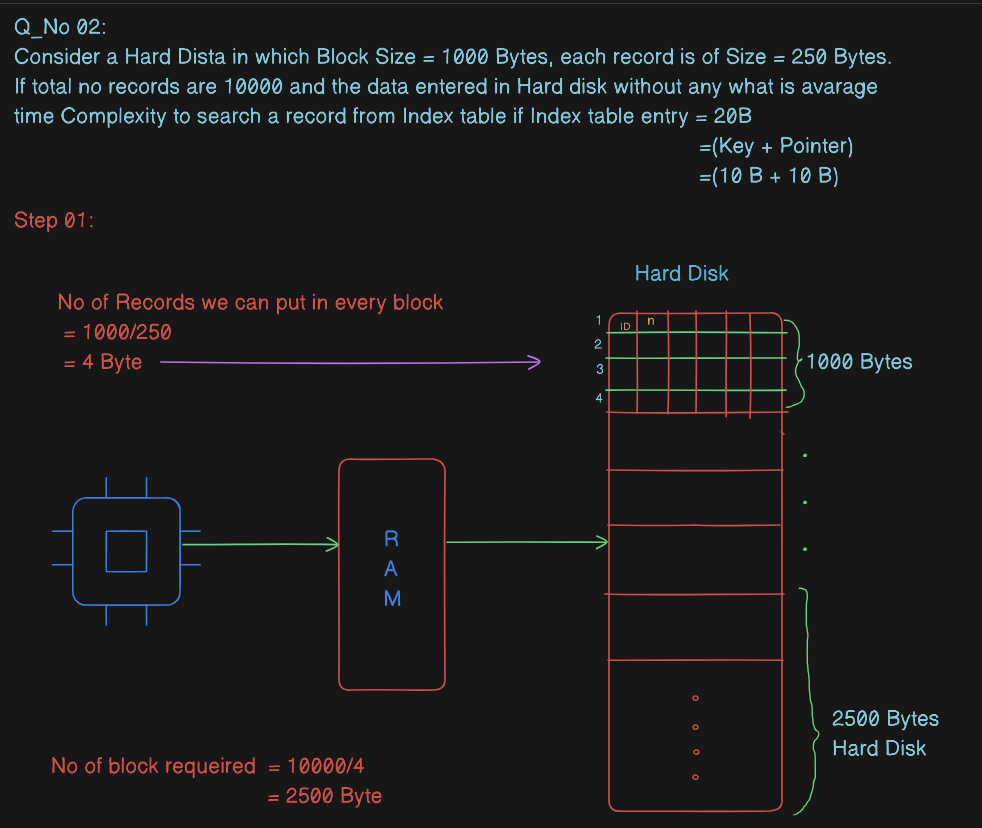 Q_No 02:
Consider a Hard Dista in which Block Size = 1000 Bytes, each record is of Size = 250 Bytes.
If total no records are 10000 and the data entered in Hard disk without any what is avarage
time Complexity to search a record from Index table if Index table entry = 20B
=(Key + Pointer)
=(10 B + 10 B)
Step 01:
Hard Disk
No of Records we can put in every block
= 1000/250
= 4 Byte
1
ID
n
2
3
4
1000 Bytes
R
A
M
2500 Bytes
Hard Disk
No of block requeired = 10000/4
= 2500 Byte